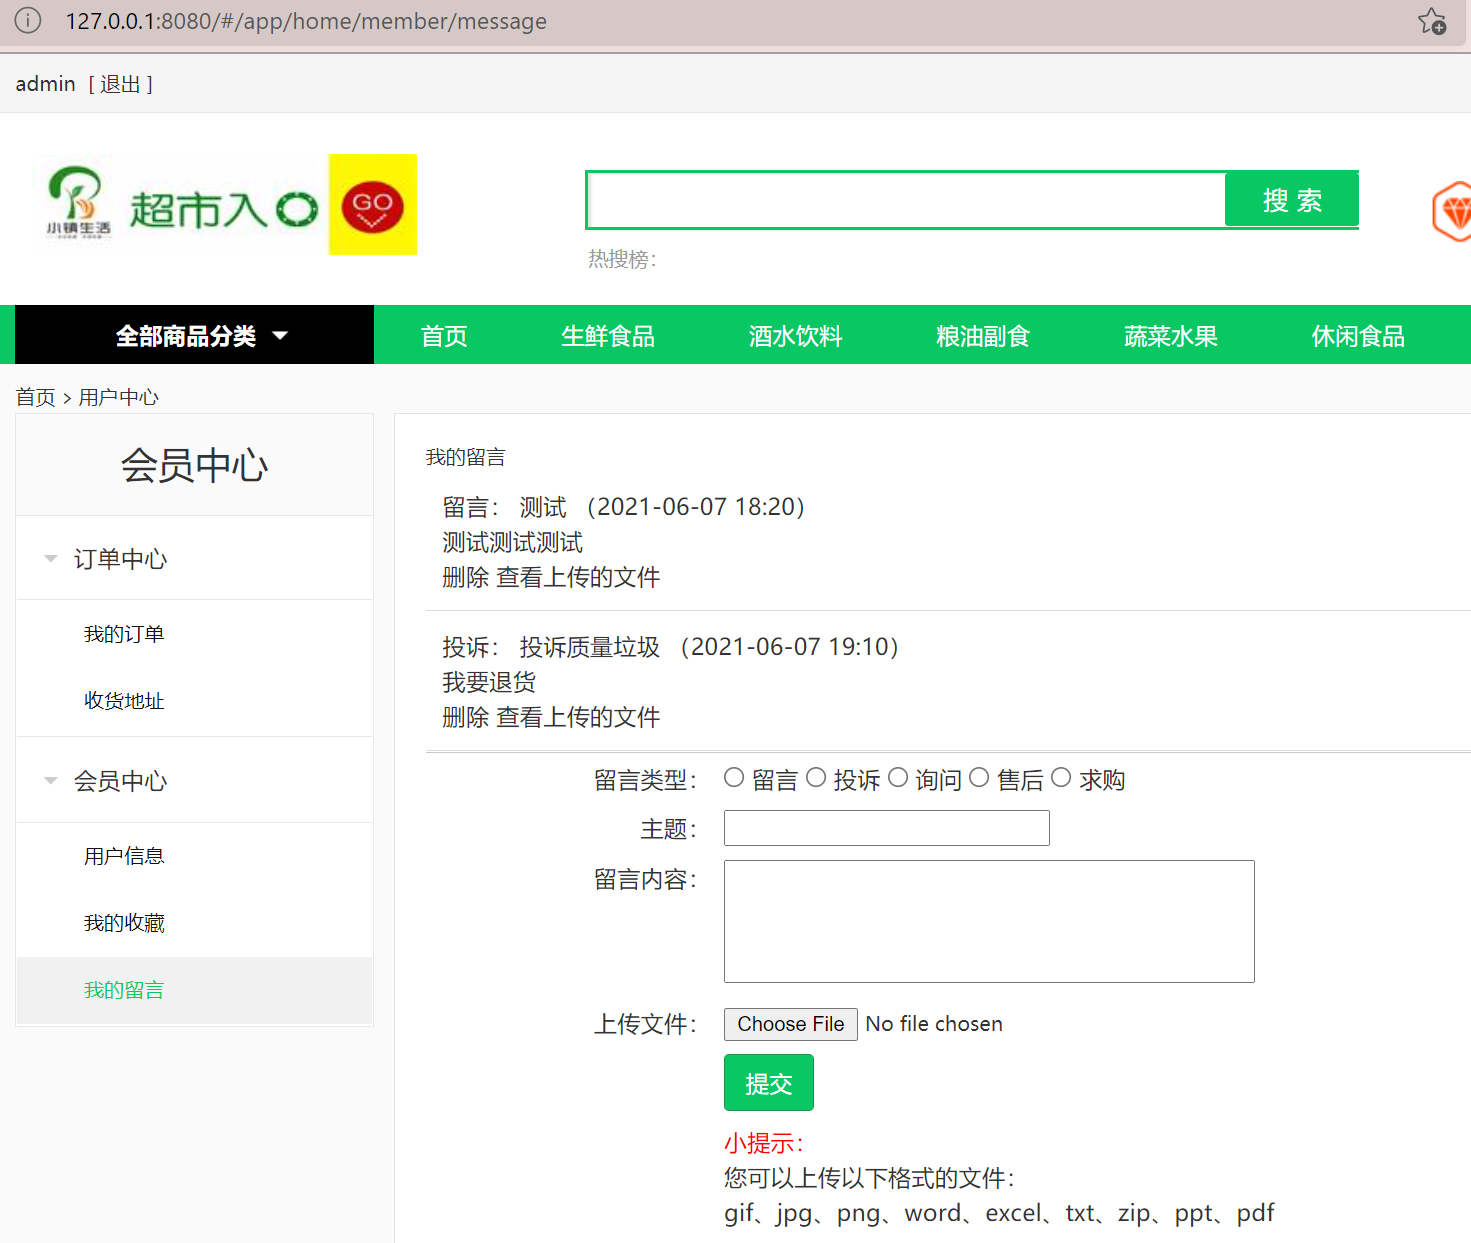 127.0.0.1:8080/#/app/home/member/message
admin [ 退出 ]
小镇生活
超市入口
GO
搜 索
热搜榜：
全部商品分类
首页
生鲜食品
酒水饮料
粮油副食
蔬菜水果
休闲食品
首页 > 用户中心
会员中心
订单中心
我的订单
收货地址
会员中心
用户信息
我的收藏
我的留言
我的留言
留言： 测试 （2021-06-07 18:20）
测试测试测试
删除 查看上传的文件
投诉： 投诉质量垃圾 （2021-06-07 19:10）
我要退货
删除 查看上传的文件
留言类型： 留言 投诉 询问 售后 求购
主题：
留言内容：
上传文件： Choose File No file chosen
提交
小提示：
您可以上传以下格式的文件：
gif、jpg、png、word、excel、txt、zip、ppt、pdf